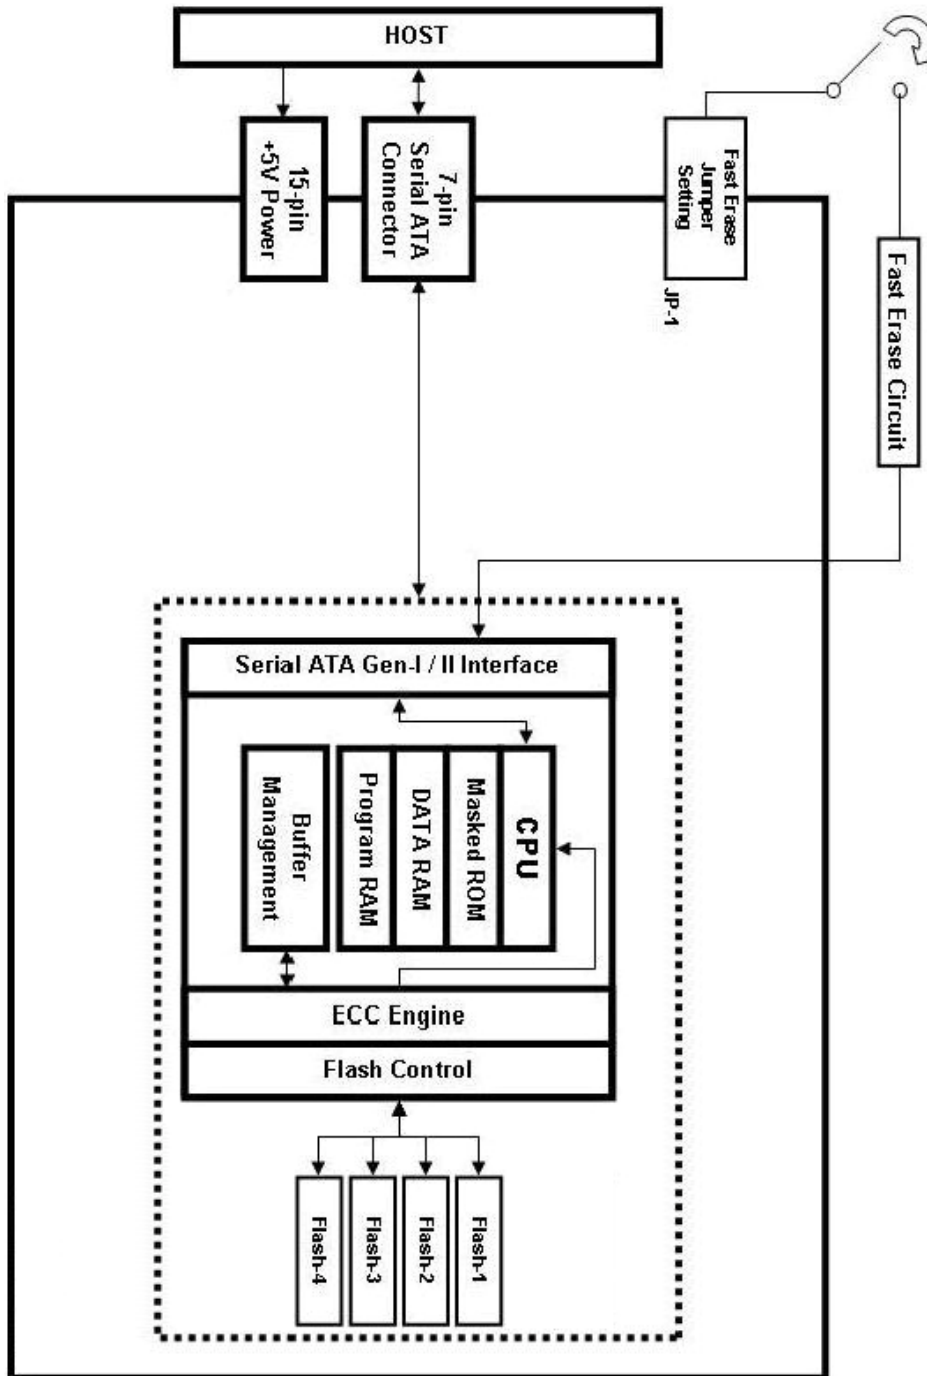 HOST
15-pin
+5V Power
7-pin
Serial ATA
Connector
Fast Erase
Jumper
Setting
JP-1
Fast Erase Circuit
Serial ATA Gen-I / II Interface
Buffer
Management
Program RAM
DATA RAM
Masked ROM
CPU
ECC Engine
Flash Control
Flash-4
Flash-3
Flash-2
Flash-1